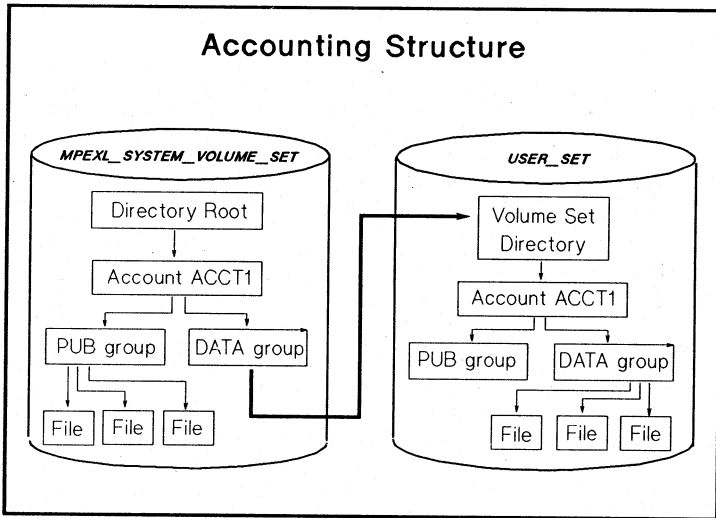 Accounting Structure
MPEXL_SYSTEM_VOLUME_SET
Directory Root
Account ACCT1
PUB group
DATA group
File
File
File
USER_SET
Volume Set
Directory
Account ACCT1
PUB group
DATA group
File
File
File